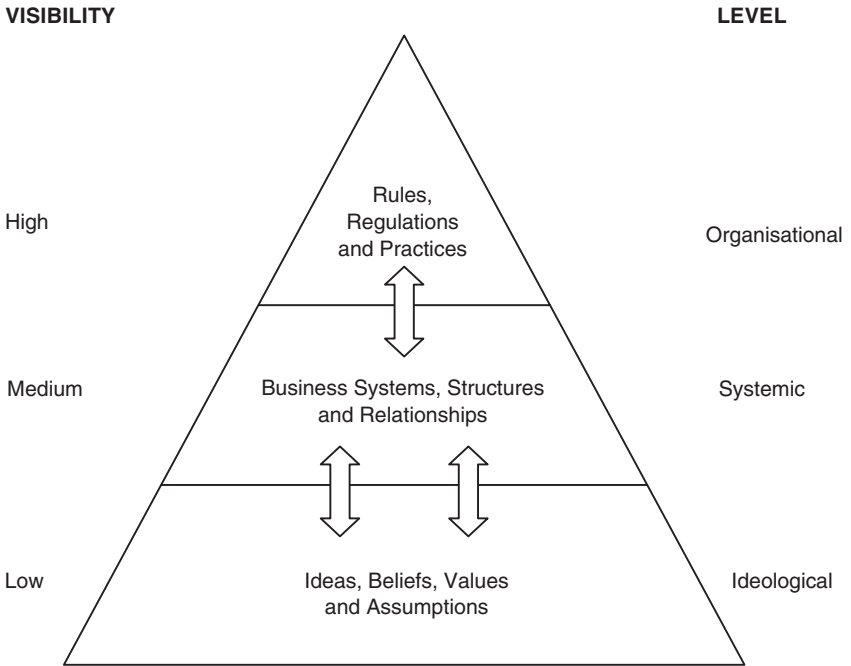 VISIBILITY
LEVEL
Rules,
Regulations
and Practices
High
Organisational
Medium
Business Systems, Structures
and Relationships
Systemic
Low
Ideas, Beliefs, Values
and Assumptions
Ideological